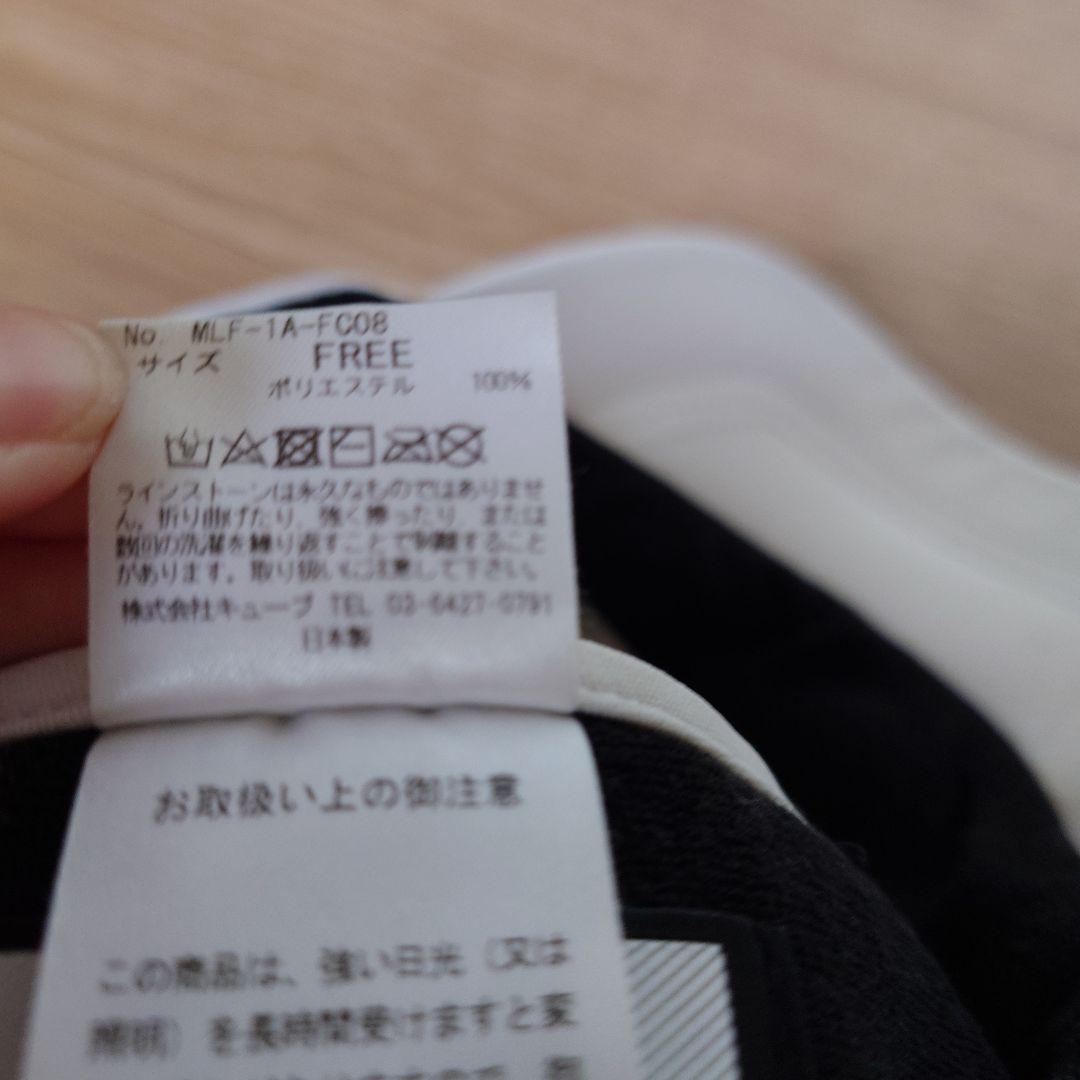 No. MLF-1A-FC08
サイズ FREE
ポリエステル 100%
ラインストーンは永久なものではありませ
ん。折り曲げたり、強く擦ったり、または
数回の洗濯を繰り返すことで剥離すること
があります。取り扱いに注意して下さい。
株式会社キューブ TEL 03-6427-0791
日本製
お取扱い上の御注意
この商品は、強い日光（又は
照明）を長時間受けますと変